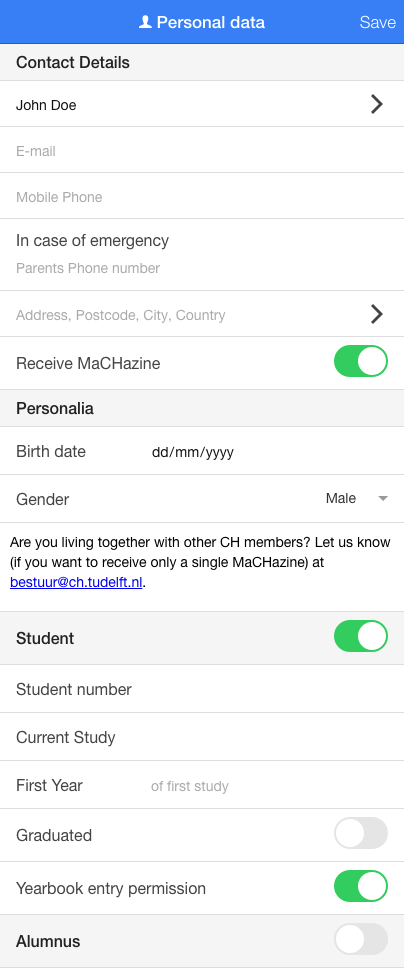 Personal data
Save
Contact Details
John Doe
E-mail
Mobile Phone
In case of emergency
Parents Phone number
Address, Postcode, City, Country
Receive MaCHazine
Personalia
Birth date dd/mm/yyyy
Gender Male
Are you living together with other CH members? Let us know
(if you want to receive only a single MaCHazine) at
bestuur@ch.tudelft.nl.
Student
Student number
Current Study
First Year of first study
Graduated
Yearbook entry permission
Alumnus